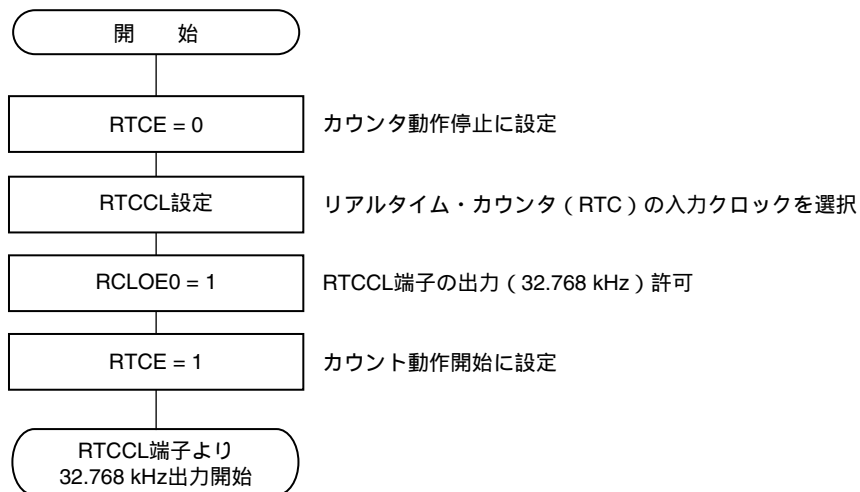 開　　始
RTCE = 0
カウンタ動作停止に設定
RTCCL設定
リアルタイム・カウンタ（RTC）の入力クロックを選択
RCLOE0 = 1
RTCCL端子の出力（32.768 kHz）許可
RTCE = 1
カウント動作開始に設定
RTCCL端子より
32.768 kHz出力開始